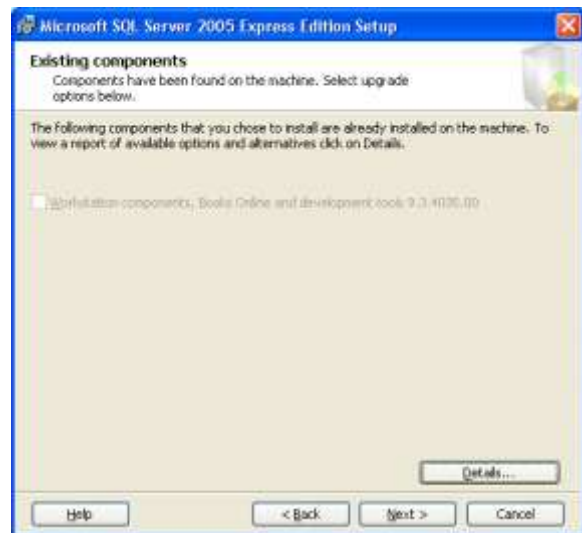 Microsoft SQL Server 2005 Express Edition Setup
Existing components
Components have been found on the machine. Select upgrade
options below.
The following components that you chose to install are already installed on the machine. To
view a report of available options and alternatives click on Details.
Workstation components, Books Online and development tools 9.3.4035.00
Details...
Help
< Back
Next >
Cancel